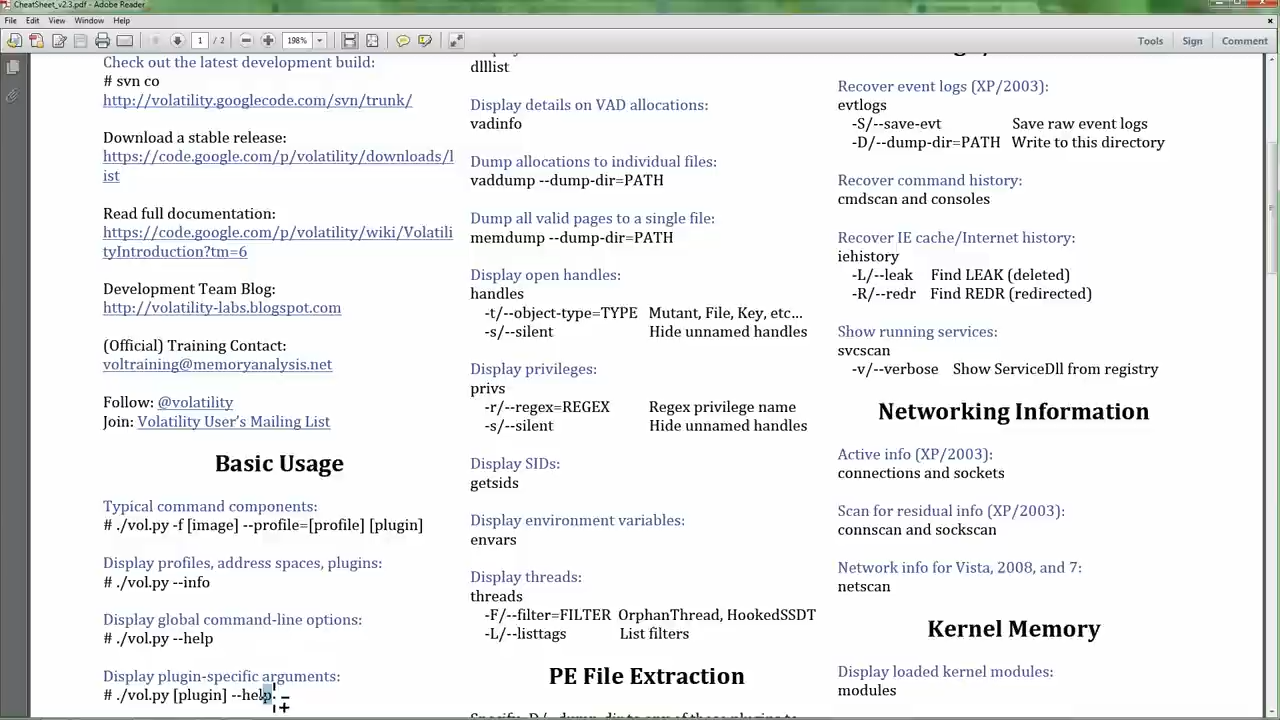 CheatSheet_v2.3.pdf - Adobe Reader
File Edit View Window Help
1 / 2 198% Tools Sign Comment
Check out the latest development build:
# svn co
http://volatility.googlecode.com/svn/trunk/
Download a stable release:
https://code.google.com/p/volatility/downloads/l
ist
Read full documentation:
https://code.google.com/p/volatility/wiki/Volatili
tyIntroduction?tm=6
Development Team Blog:
http://volatility-labs.blogspot.com
(Official) Training Contact:
voltraining@memoryanalysis.net
Follow: @volatility
Join: Volatility User's Mailing List
Basic Usage
Typical command components:
# ./vol.py -f [image] --profile=[profile] [plugin]
Display profiles, address spaces, plugins:
# ./vol.py --info
Display global command-line options:
# ./vol.py --help
Display plugin-specific arguments:
# ./vol.py [plugin] --help
dlllist
Display details on VAD allocations:
vadinfo
Dump allocations to individual files:
vaddump --dump-dir=PATH
Dump all valid pages to a single file:
memdump --dump-dir=PATH
Display open handles:
handles
-t/--object-type=TYPE Mutant, File, Key, etc...
-s/--silent Hide unnamed handles
Display privileges:
privs
-r/--regex=REGEX Regex privilege name
-s/--silent Hide unnamed handles
Display SIDs:
getsids
Display environment variables:
envars
Display threads:
threads
-F/--filter=FILTER OrphanThread, HookedSSDT
-L/--listtags List filters
PE File Extraction
Recover event logs (XP/2003):
evtlogs
-S/--save-evt Save raw event logs
-D/--dump-dir=PATH Write to this directory
Recover command history:
cmdscan and consoles
Recover IE cache/Internet history:
iehistory
-L/--leak Find LEAK (deleted)
-R/--redr Find REDR (redirected)
Show running services:
svcscan
-v/--verbose Show ServiceDll from registry
Networking Information
Active info (XP/2003):
connections and sockets
Scan for residual info (XP/2003):
connscan and sockscan
Network info for Vista, 2008, and 7:
netscan
Kernel Memory
Display loaded kernel modules:
modules